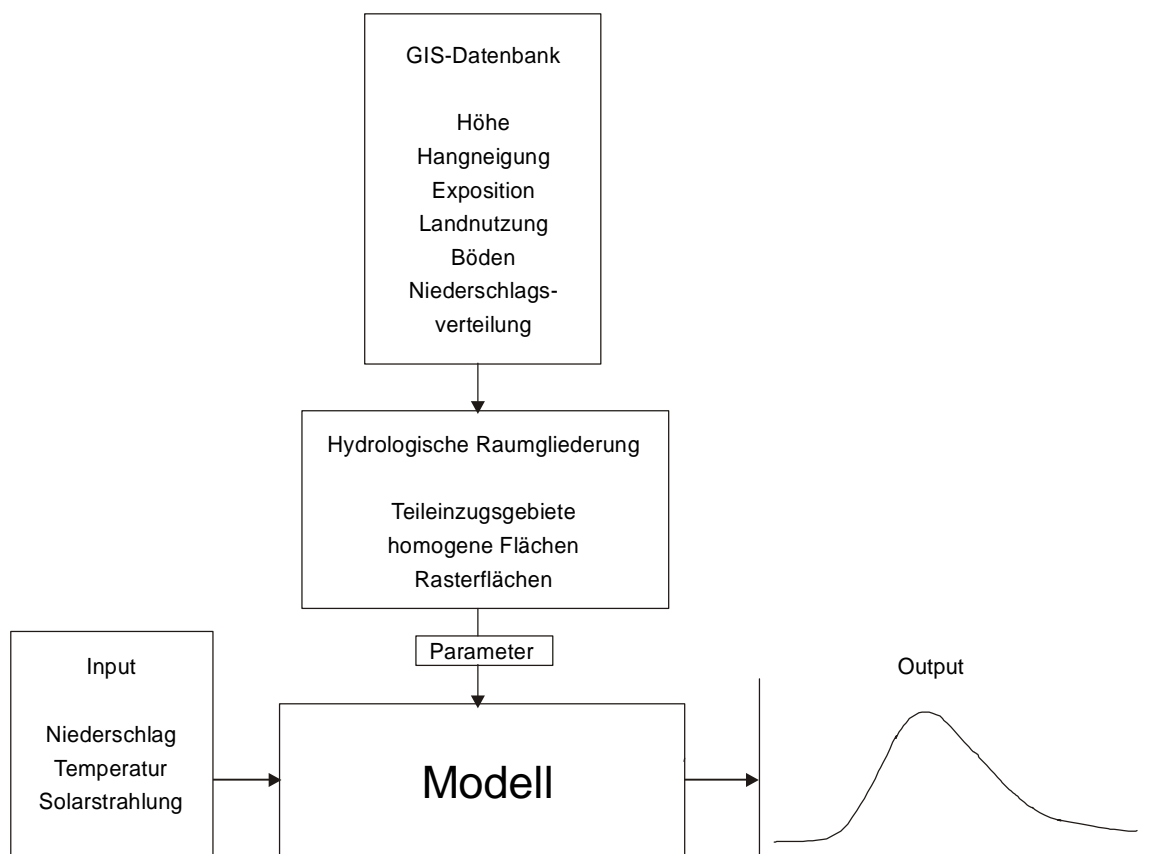 GIS-Datenbank
Höhe
Hangneigung
Exposition
Landnutzung
Böden
Niederschlags-
verteilung
Hydrologische Raumgliederung
Teileinzugsgebiete
homogene Flächen
Rasterflächen
Parameter
Input
Niederschlag
Temperatur
Solarstrahlung
Modell
Output